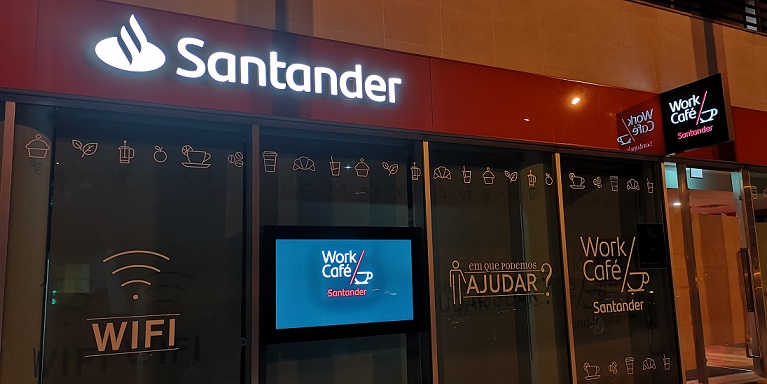 Santander
Work
Café
Santander
WIFI
Work
Café
Santander
em que podemos
AJUDAR?
Work
Café
Santander